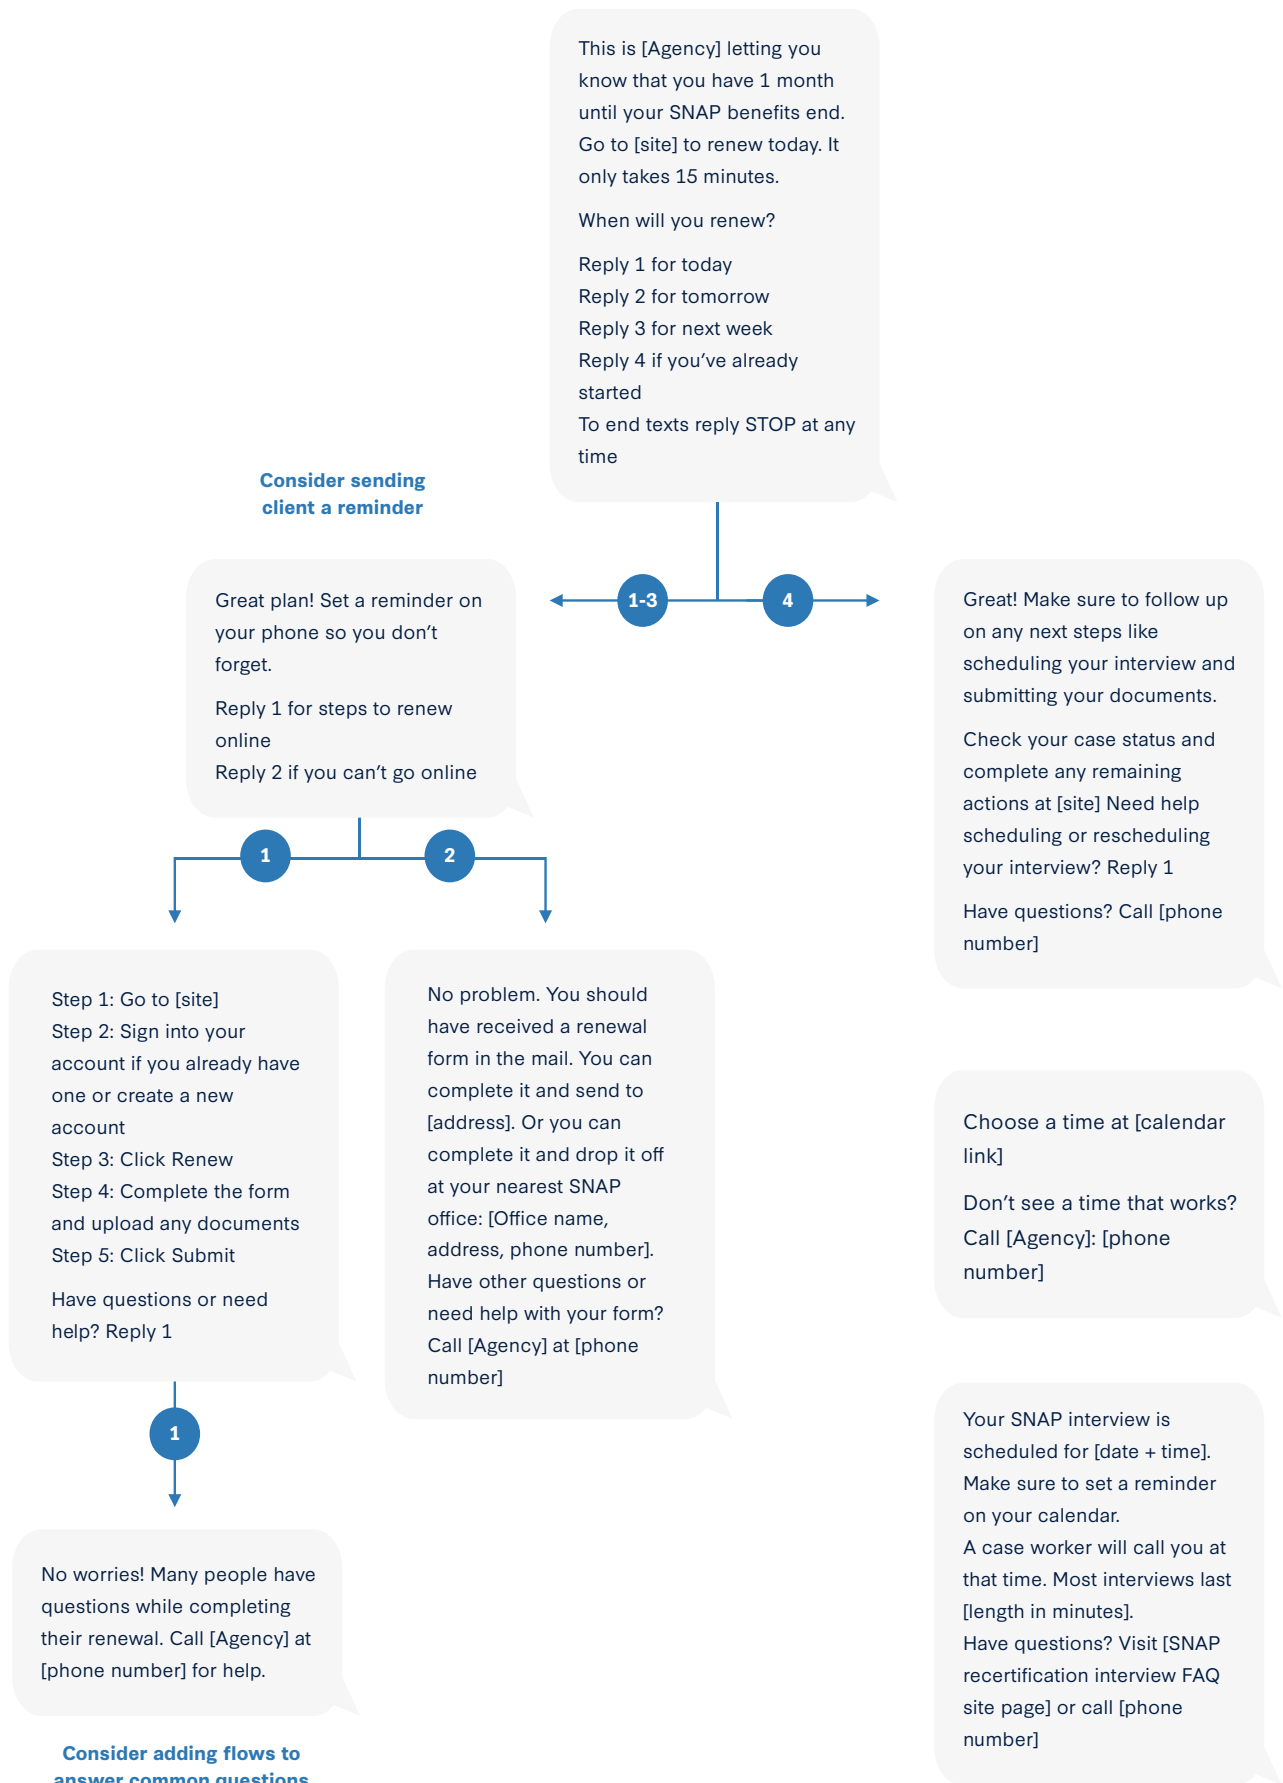 This is [Agency] letting you
know that you have 1 month
until your SNAP benefits end.
Go to [site] to renew today. It
only takes 15 minutes.
When will you renew?
Reply 1 for today
Reply 2 for tomorrow
Reply 3 for next week
Reply 4 if you’ve already
started
To end texts reply STOP at any
time
Consider sending
client a reminder
1-3
4
Great plan! Set a reminder on
your phone so you don’t
forget.
Reply 1 for steps to renew
online
Reply 2 if you can’t go online
Great! Make sure to follow up
on any next steps like
scheduling your interview and
submitting your documents.
Check your case status and
complete any remaining
actions at [site] Need help
scheduling or rescheduling
your interview? Reply 1
Have questions? Call [phone
number]
1
2
Step 1: Go to [site]
Step 2: Sign into your
account if you already have
one or create a new
account
Step 3: Click Renew
Step 4: Complete the form
and upload any documents
Step 5: Click Submit
Have questions or need
help? Reply 1
No problem. You should
have received a renewal
form in the mail. You can
complete it and send to
[address]. Or you can
complete it and drop it off
at your nearest SNAP
office: [Office name,
address, phone number].
Have other questions or
need help with your form?
Call [Agency] at [phone
number]
Choose a time at [calendar
link]
Don’t see a time that works?
Call [Agency]: [phone
number]
1
No worries! Many people have
questions while completing
their renewal. Call [Agency] at
[phone number] for help.
Your SNAP interview is
scheduled for [date + time].
Make sure to set a reminder
on your calendar.
A case worker will call you at
that time. Most interviews last
[length in minutes].
Have questions? Visit [SNAP
recertification interview FAQ
site page] or call [phone
number]
Consider adding flows to
answer common questions